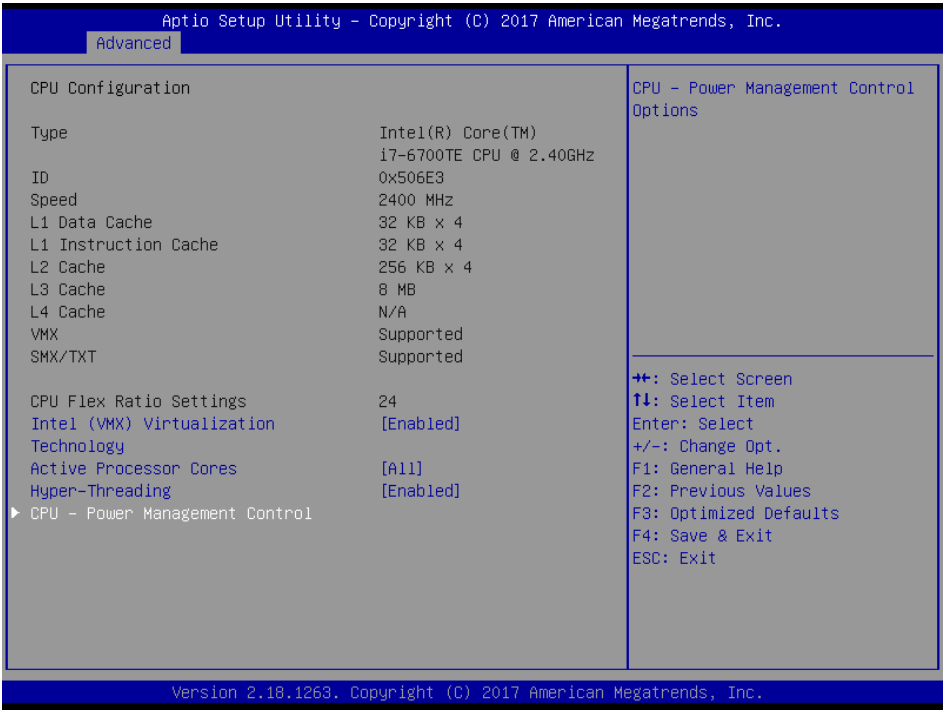 Aptio Setup Utility – Copyright (C) 2017 American Megatrends, Inc.
Advanced
CPU Configuration
Type Intel(R) Core(TM)
i7-6700TE CPU @ 2.40GHz
ID 0x506E3
Speed 2400 MHz
L1 Data Cache 32 KB x 4
L1 Instruction Cache 32 KB x 4
L2 Cache 256 KB x 4
L3 Cache 8 MB
L4 Cache N/A
VMX Supported
SMX/TXT Supported
CPU Flex Ratio Settings 24
Intel (VMX) Virtualization [Enabled]
Technology
Active Processor Cores [All]
Hyper-Threading [Enabled]
▶ CPU – Power Management Control
CPU – Power Management Control
Options
→←: Select Screen
↑↓: Select Item
Enter: Select
+/-: Change Opt.
F1: General Help
F2: Previous Values
F3: Optimized Defaults
F4: Save & Exit
ESC: Exit
Version 2.18.1263. Copyright (C) 2017 American Megatrends, Inc.